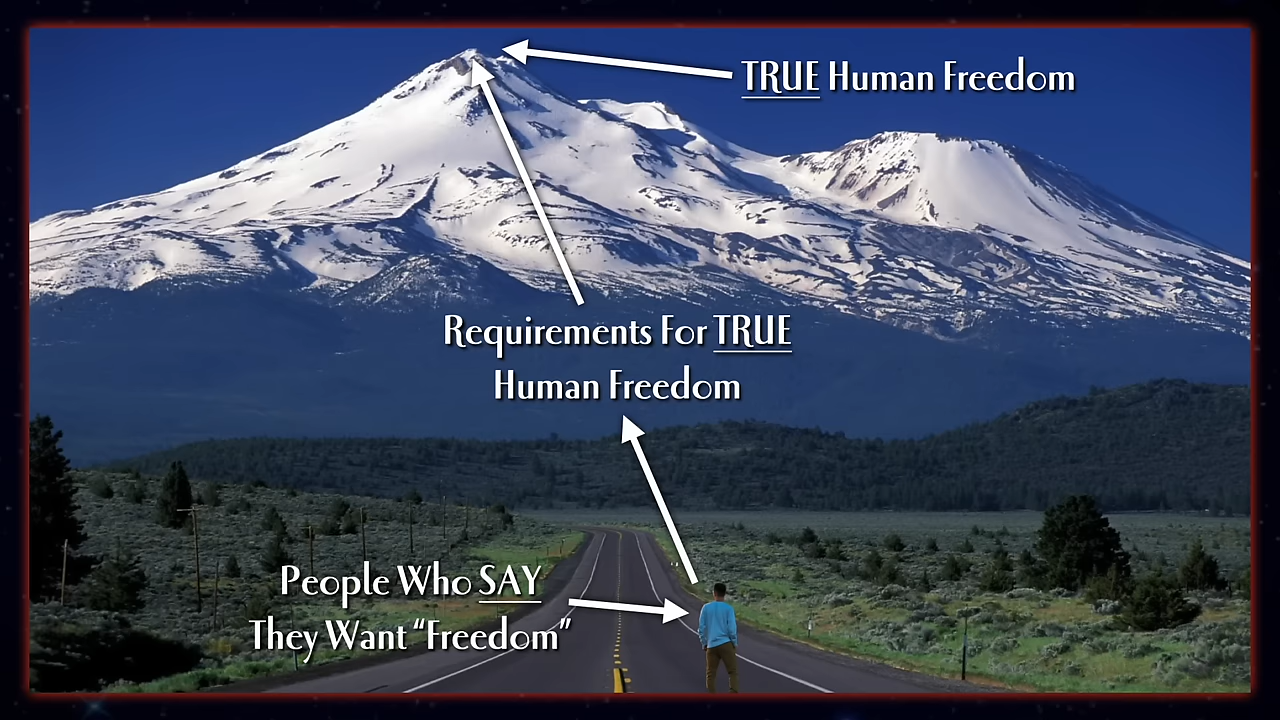 TRUE Human Freedom
Requirements For TRUE
Human Freedom
People Who SAY
They Want “Freedom”